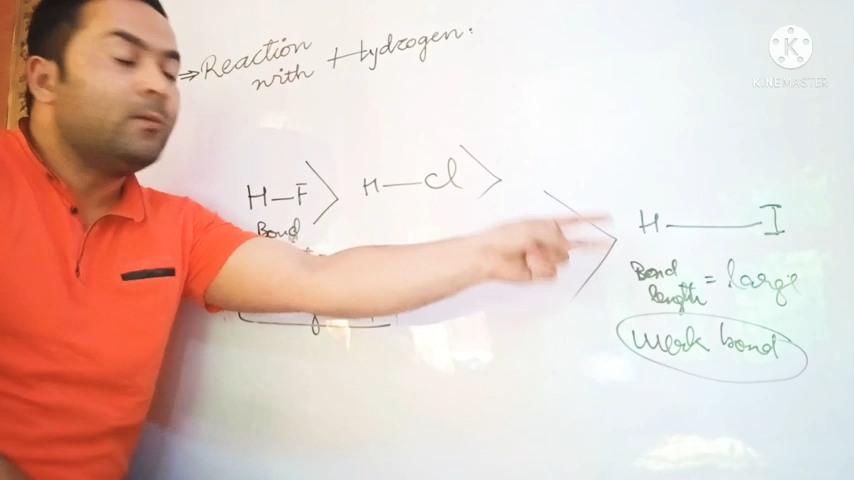 ⇒ Reaction
with Hydrogen:
H—F > H—Cl > > H—I
Bond
Bond
length = large
weak bond
KINEMASTER